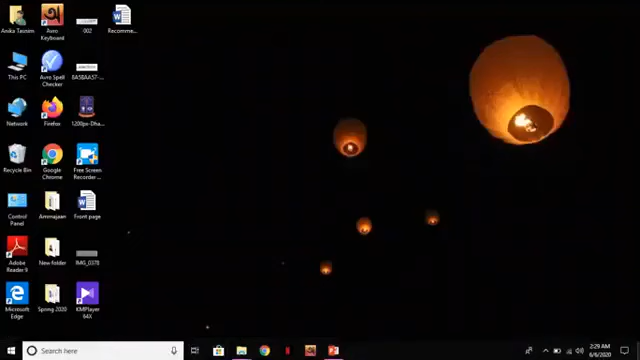 Anika Tasnim
Avro
Keyboard
002
Recomme...
This PC
Avro Spell
Checker
Network
Firefox
1200px-Dha...
Recycle Bin
Google
Chrome
Free Screen
Recorder ...
Control
Panel
Ammajaan
Front page
Adobe
Reader 9
New folder
IMG_0378
Microsoft
Edge
Spring 2020
KMPlayer
64X
Search here
2:29 AM
6/6/2020